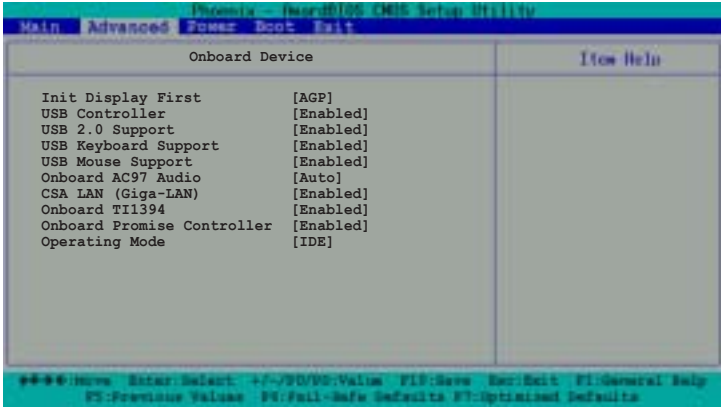 Phoenix - AwardBIOS CMOS Setup Utility
Main Advanced Power Boot Exit
Onboard Device
Item Help
Init Display First [AGP]
USB Controller [Enabled]
USB 2.0 Support [Enabled]
USB Keyboard Support [Enabled]
USB Mouse Support [Enabled]
Onboard AC97 Audio [Auto]
CSA LAN (Giga-LAN) [Enabled]
Onboard TI1394 [Enabled]
Onboard Promise Controller [Enabled]
Operating Mode [IDE]
:Move Enter:Select +/-/PU/PD:Value F10:Save Esc:Exit F1:General Help
F5:Previous Values F6:Fail-Safe Defaults F7:Optimized Defaults